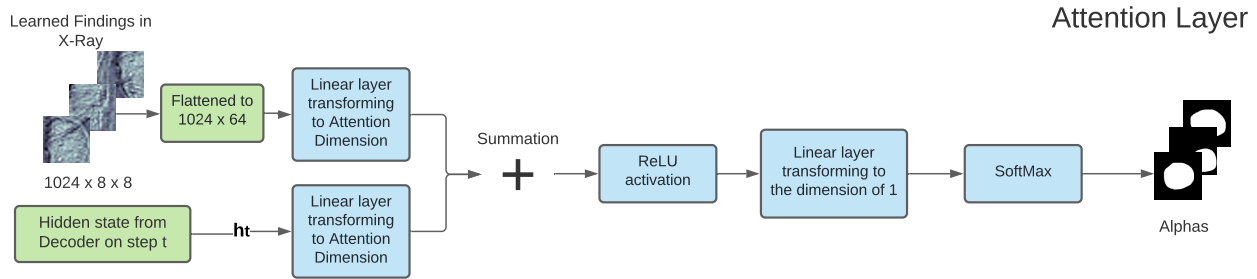 Attention Layer
Learned Findings in
X-Ray
Flattened to
1024 x 64
Linear layer
transforming
to Attention
Dimension
1024 x 8 x 8
Hidden state from
Decoder on step t
ht
Linear layer
transforming
to Attention
Dimension
Summation
+
ReLU
activation
Linear layer
transforming to
the dimension of 1
SoftMax
Alphas